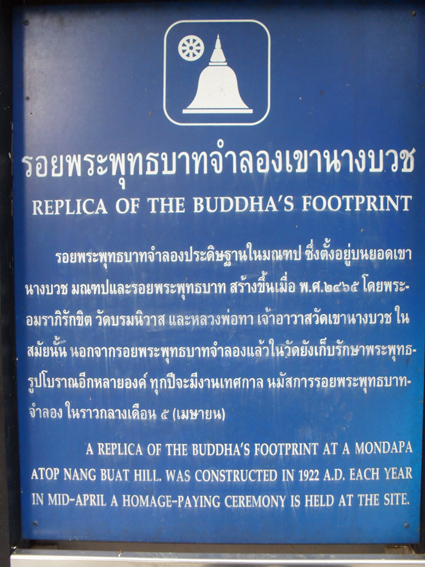 รอยพระพุทธบาทจำลองเขานางบวช
REPLICA OF THE BUDDHA'S FOOTPRINT
รอยพระพุทธบาทจำลองประดิษฐานในมณฑป ซึ่งตั้งอยู่บนยอดเขา
นางบวช มณฑปและรอยพระพุทธบาท สร้างขึ้นเมื่อ พ.ศ.๒๔๖๕ โดยพระ-
อมราภิรักขิต วัดบรมนิวาส และหลวงพ่อทา เจ้าอาวาสวัดเขานางบวช ใน
สมัยนั้น นอกจากรอยพระพุทธบาทจำลองแล้วในวัดยังเก็บรักษาพระพุทธ-
รูปโบราณอีกหลายองค์ ทุกปีจะมีงานเทศกาล นมัสการรอยพระพุทธบาท-
จำลอง ในราวกลางเดือน ๕ (เมษายน)
A REPLICA OF THE BUDDHA'S FOOTPRINT AT A MONDAPA
ATOP NANG BUAT HILL. WAS CONSTRUCTED IN 1922 A.D. EACH YEAR
IN MID-APRIL A HOMAGE-PAYING CEREMONY IS HELD AT THE SITE.